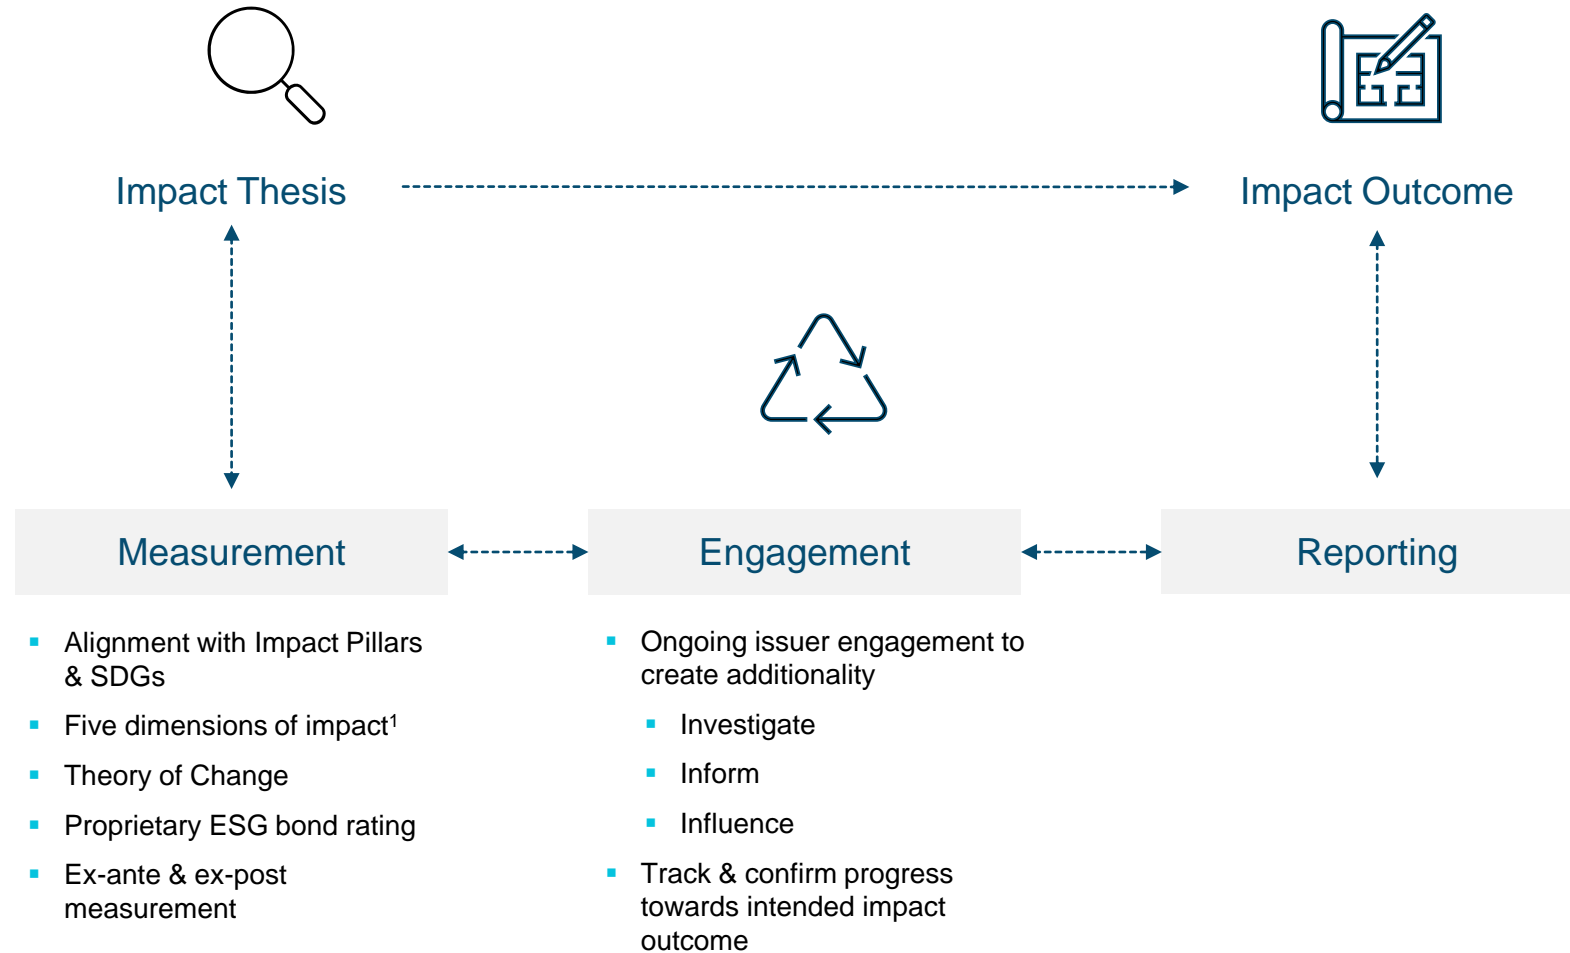 Impact Thesis
Impact Outcome
Measurement
Engagement
Reporting
Alignment with Impact Pillars
& SDGs
Five dimensions of impact¹
Theory of Change
Proprietary ESG bond rating
Ex-ante & ex-post
measurement
Ongoing issuer engagement to
create additionality
Investigate
Inform
Influence
Track & confirm progress
towards intended impact
outcome